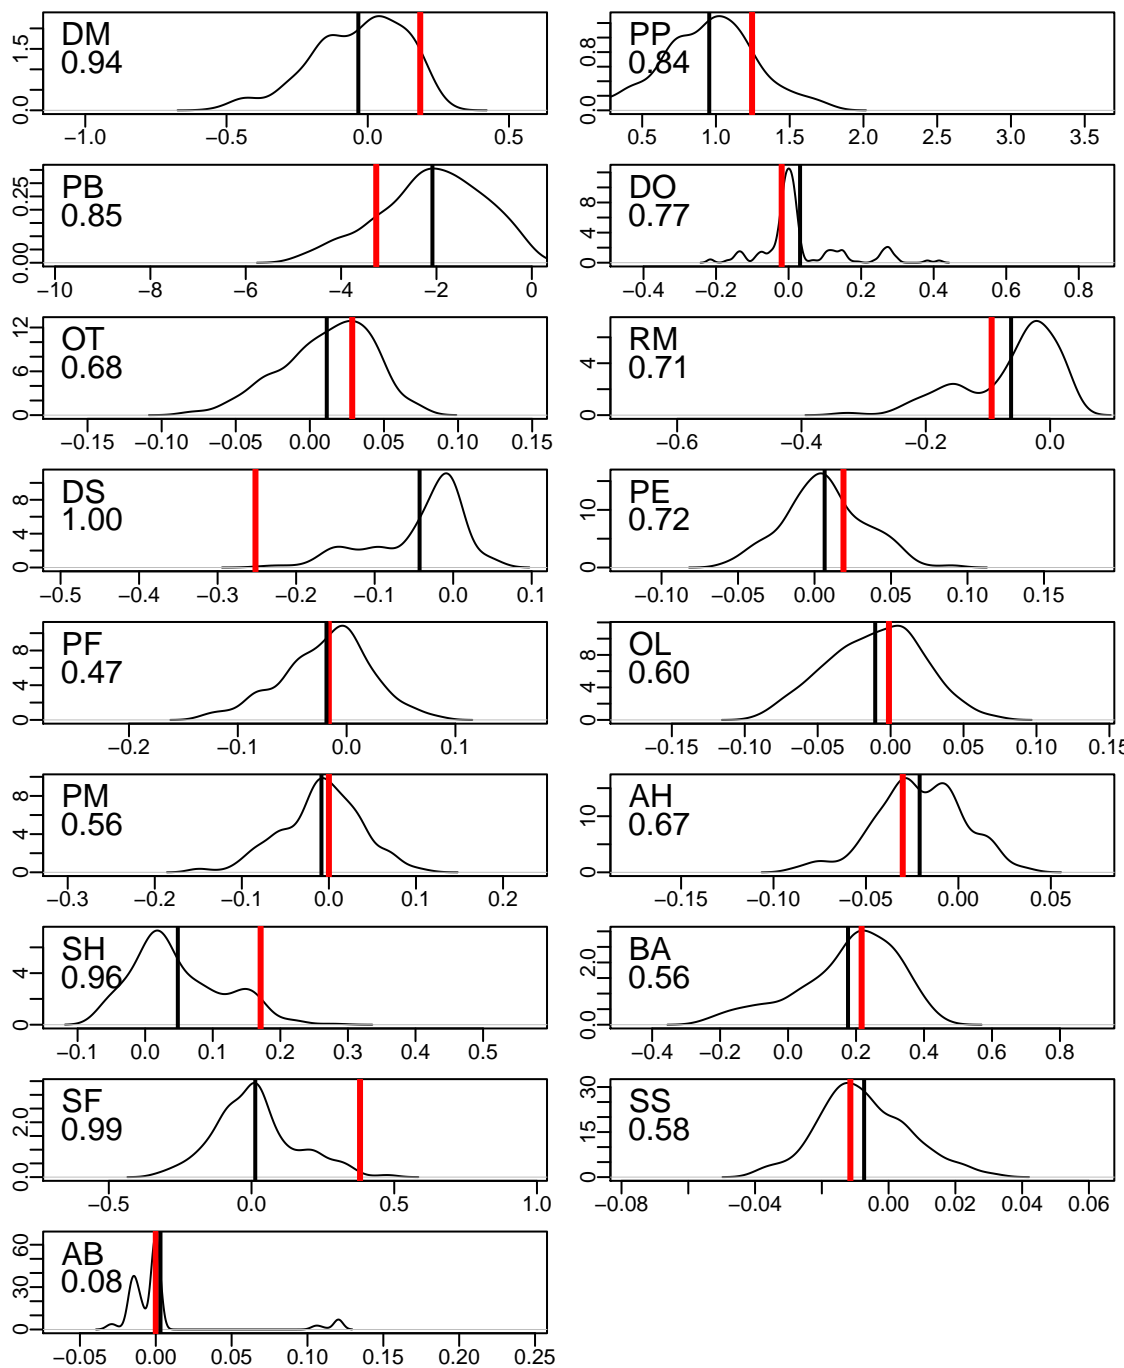 DM
0.94
0.0 1.5
−1.0 −0.5 0.0 0.5
PP
0.84
0.0 0.8
0.5 1.0 1.5 2.0 2.5 3.0 3.5
PB
0.85
0.00 0.25
−10 −8 −6 −4 −2 0
DO
0.77
0 4 8
−0.4 −0.2 0.0 0.2 0.4 0.6 0.8
OT
0.68
0 6 12
−0.15 −0.10 −0.05 0.00 0.05 0.10 0.15
RM
0.71
0 4
−0.6 −0.4 −0.2 0.0
DS
1.00
0 4 8
−0.5 −0.4 −0.3 −0.2 −0.1 0.0 0.1
PE
0.72
0 10
−0.10 −0.05 0.00 0.05 0.10 0.15
PF
0.47
0 4 8
−0.2 −0.1 0.0 0.1
OL
0.60
0 4 8
−0.15 −0.10 −0.05 0.00 0.05 0.10 0.15
PM
0.56
0 4 8
−0.3 −0.2 −0.1 0.0 0.1 0.2
AH
0.67
0 10
−0.15 −0.10 −0.05 0.00 0.05
SH
0.96
0 4
−0.1 0.0 0.1 0.2 0.3 0.4 0.5
BA
0.56
0.0 2.0
−0.4 −0.2 0.0 0.2 0.4 0.6 0.8
SF
0.99
0.0 2.0
−0.5 0.0 0.5 1.0
SS
0.58
0 15 30
−0.08 −0.04 0.00 0.02 0.04 0.06
AB
0.08
0 30 60
−0.05 0.00 0.05 0.10 0.15 0.20 0.25